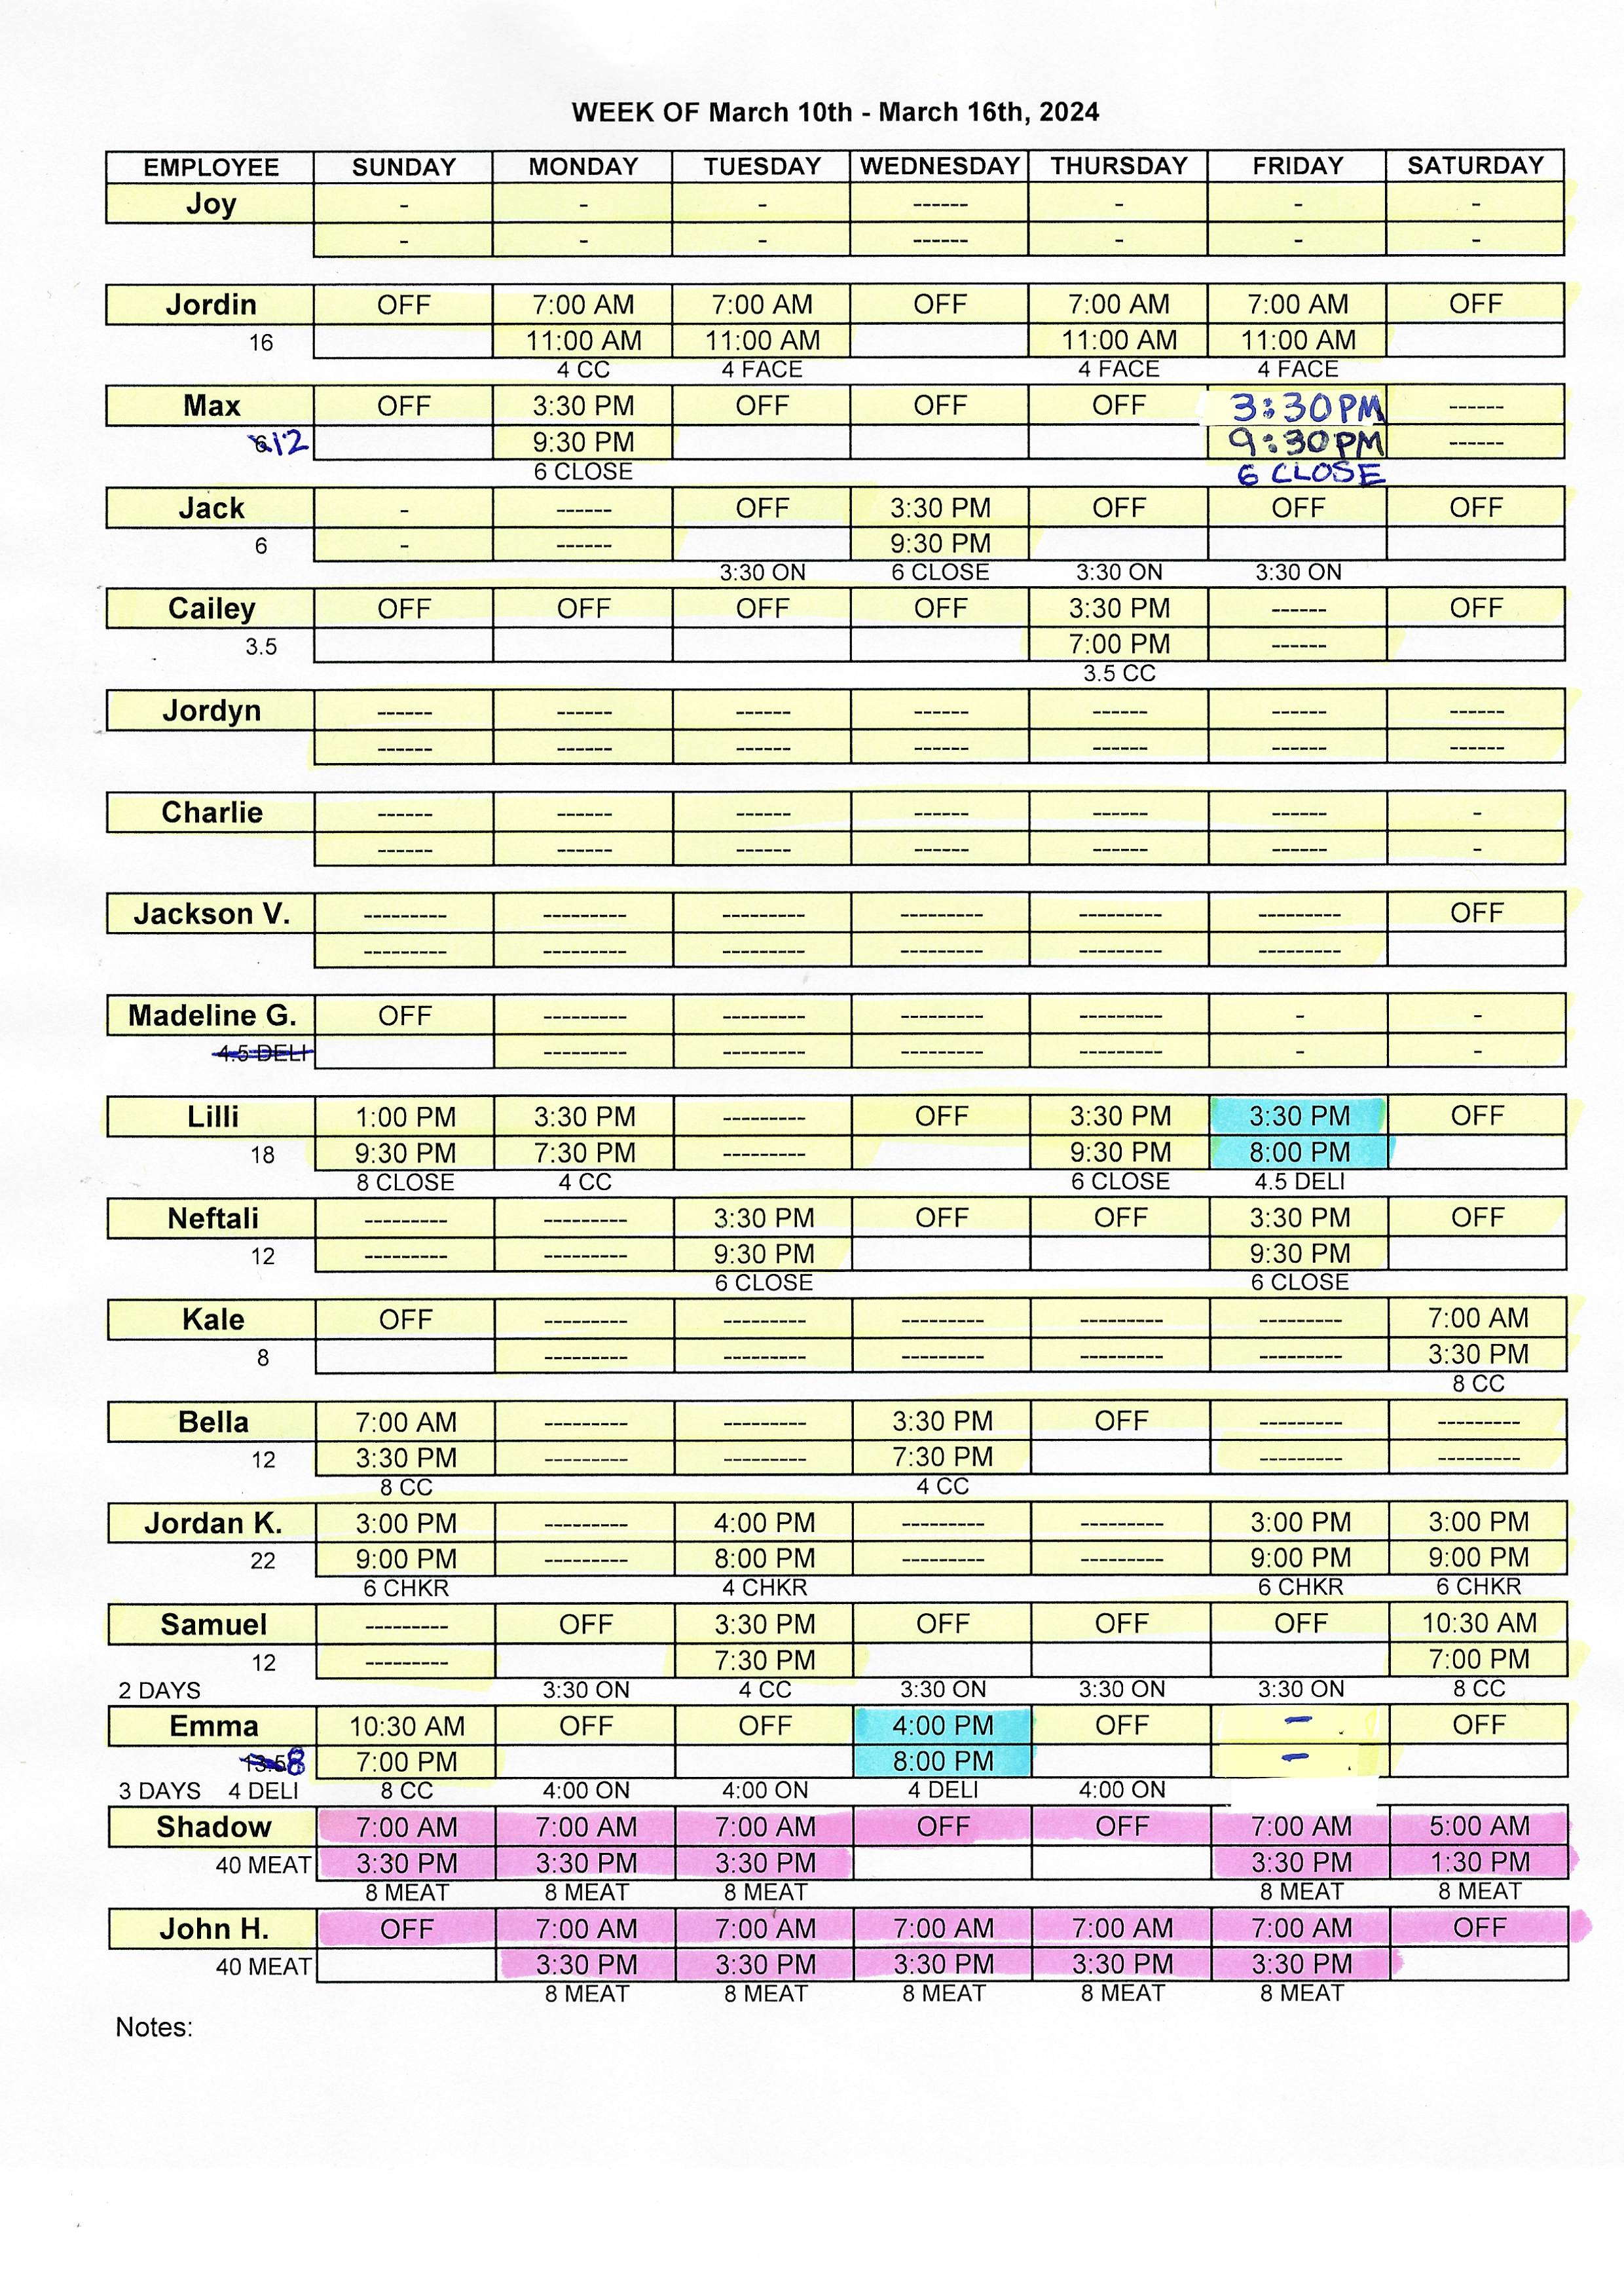 WEEK OF March 10th - March 16th, 2024
EMPLOYEE SUNDAY MONDAY TUESDAY WEDNESDAY THURSDAY FRIDAY SATURDAY
Joy - - - ------ - - -
- - - ------ - - -
Jordin OFF 7:00 AM 7:00 AM OFF 7:00 AM 7:00 AM OFF
16 11:00 AM 11:00 AM 11:00 AM 11:00 AM
4 CC 4 FACE 4 FACE 4 FACE
Max OFF 3:30 PM OFF OFF OFF 3:30PM ------
6 12 9:30 PM 9:30PM ------
6 CLOSE 6 CLOSE
Jack - ------ OFF 3:30 PM OFF OFF OFF
6 - ------ 9:30 PM
3:30 ON 6 CLOSE 3:30 ON 3:30 ON
Cailey OFF OFF OFF OFF 3:30 PM ------ OFF
3.5 7:00 PM ------
3.5 CC
Jordyn ------ ------ ------ ------ ------ ------ ------
------ ------ ------ ------ ------ ------ ------
Charlie ------ ------ ------ ------ ------ ------ -
------ ------ ------ ------ ------ ------ -
Jackson V. --------- --------- --------- --------- --------- --------- OFF
--------- --------- --------- --------- --------- ---------
Madeline G. OFF --------- --------- --------- --------- - -
4.5 DELI --------- --------- --------- --------- - -
Lilli 1:00 PM 3:30 PM --------- OFF 3:30 PM 3:30 PM OFF
18 9:30 PM 7:30 PM --------- 9:30 PM 8:00 PM
8 CLOSE 4 CC 6 CLOSE 4.5 DELI
Neftali --------- --------- 3:30 PM OFF OFF 3:30 PM OFF
12 --------- --------- 9:30 PM 9:30 PM
6 CLOSE 6 CLOSE
Kale OFF --------- --------- --------- --------- --------- 7:00 AM
8 --------- --------- --------- --------- --------- 3:30 PM
8 CC
Bella 7:00 AM --------- --------- 3:30 PM OFF --------- ---------
12 3:30 PM --------- --------- 7:30 PM --------- ---------
8 CC 4 CC
Jordan K. 3:00 PM --------- 4:00 PM --------- --------- 3:00 PM 3:00 PM
22 9:00 PM --------- 8:00 PM --------- --------- 9:00 PM 9:00 PM
6 CHKR 4 CHKR 6 CHKR 6 CHKR
Samuel --------- OFF 3:30 PM OFF OFF OFF 10:30 AM
12 --------- 7:30 PM 7:00 PM
2 DAYS 3:30 ON 4 CC 3:30 ON 3:30 ON 3:30 ON 8 CC
Emma 10:30 AM OFF OFF 4:00 PM OFF - OFF
13.5 8 7:00 PM 8:00 PM -
3 DAYS 4 DELI 8 CC 4:00 ON 4:00 ON 4 DELI 4:00 ON
Shadow 7:00 AM 7:00 AM 7:00 AM OFF OFF 7:00 AM 5:00 AM
40 MEAT 3:30 PM 3:30 PM 3:30 PM 3:30 PM 1:30 PM
8 MEAT 8 MEAT 8 MEAT 8 MEAT 8 MEAT
John H. OFF 7:00 AM 7:00 AM 7:00 AM 7:00 AM 7:00 AM OFF
40 MEAT 3:30 PM 3:30 PM 3:30 PM 3:30 PM 3:30 PM
8 MEAT 8 MEAT 8 MEAT 8 MEAT 8 MEAT
Notes: